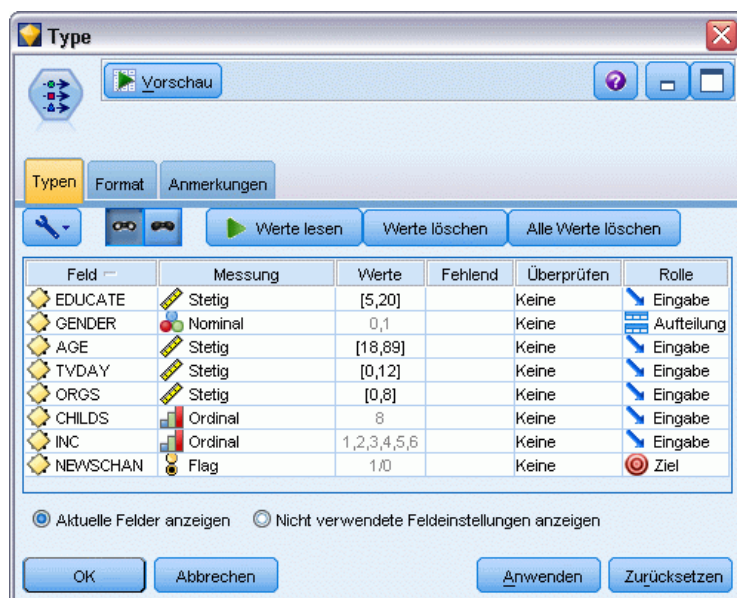 Type
Vorschau
Typen Format Anmerkungen
Werte lesen Werte löschen Alle Werte löschen
Feld Messung Werte Fehlend Überprüfen Rolle
EDUCATE Stetig [5,20] Keine Eingabe
GENDER Nominal 0,1 Keine Aufteilung
AGE Stetig [18,89] Keine Eingabe
TVDAY Stetig [0,12] Keine Eingabe
ORGS Stetig [0,8] Keine Eingabe
CHILDS Ordinal 8 Keine Eingabe
INC Ordinal 1,2,3,4,5,6 Keine Eingabe
NEWSCHAN Flag 1/0 Keine Ziel
Aktuelle Felder anzeigen Nicht verwendete Feldeinstellungen anzeigen
OK Abbrechen Anwenden Zurücksetzen